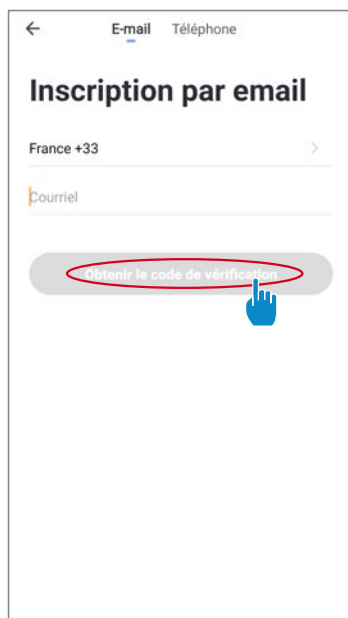 E-mail Téléphone
Inscription par email
France +33
Courriel
Obtenir le code de vérification